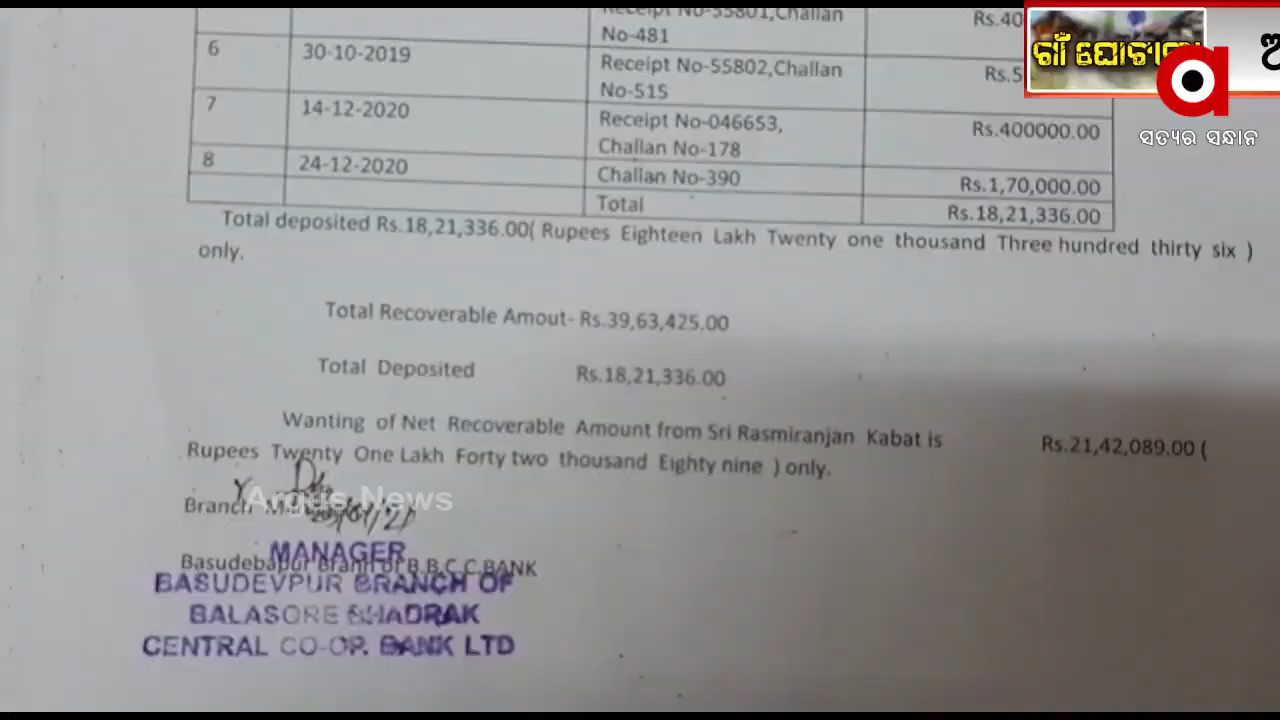 Receipt No-55801,Challan
No-481
Rs.40
6 30-10-2019 Receipt No-55802,Challan
No-515
Rs.5
7 14-12-2020 Receipt No-046653,
Challan No-178
Rs.400000.00
8 24-12-2020 Challan No-390 Rs.1,70,000.00
Total Rs.18,21,336.00
Total deposited Rs.18,21,336.00( Rupees Eighteen Lakh Twenty one thousand Three hundred thirty six )
only.
Total Recoverable Amout- Rs.39,63,425.00
Total Deposited Rs.18,21,336.00
Wanting of Net Recoverable Amount from Sri Rasmiranjan Kabat is Rs.21,42,089.00 (
Rupees Twenty One Lakh Forty two thousand Eighty nine ) only.
Branch
Argus News
Basudebapur Branh of B.B.C.C.BANK
MANAGER
BASUDEVPUR BRANCH OF
BALASORE BHADRAK
CENTRAL CO-OP. BANK LTD
ଗାଁ ପୋଖରୀ
ସତ୍ୟର ସନ୍ଧାନ